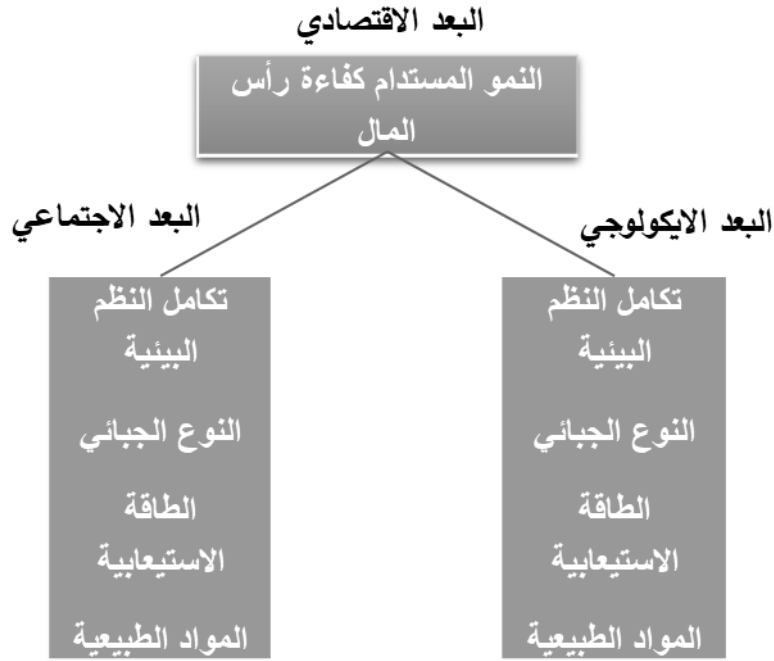 البعد الاقتصادي
النمو المستدام كفاءة رأس
المال
البعد الايكولوجي
تكامل النظم
البيئية
النوع الجبائي
الطاقة
الاستيعابية
المواد الطبيعية
البعد الاجتماعي
تكامل النظم
البيئية
النوع الجبائي
الطاقة
الاستيعابية
المواد الطبيعية